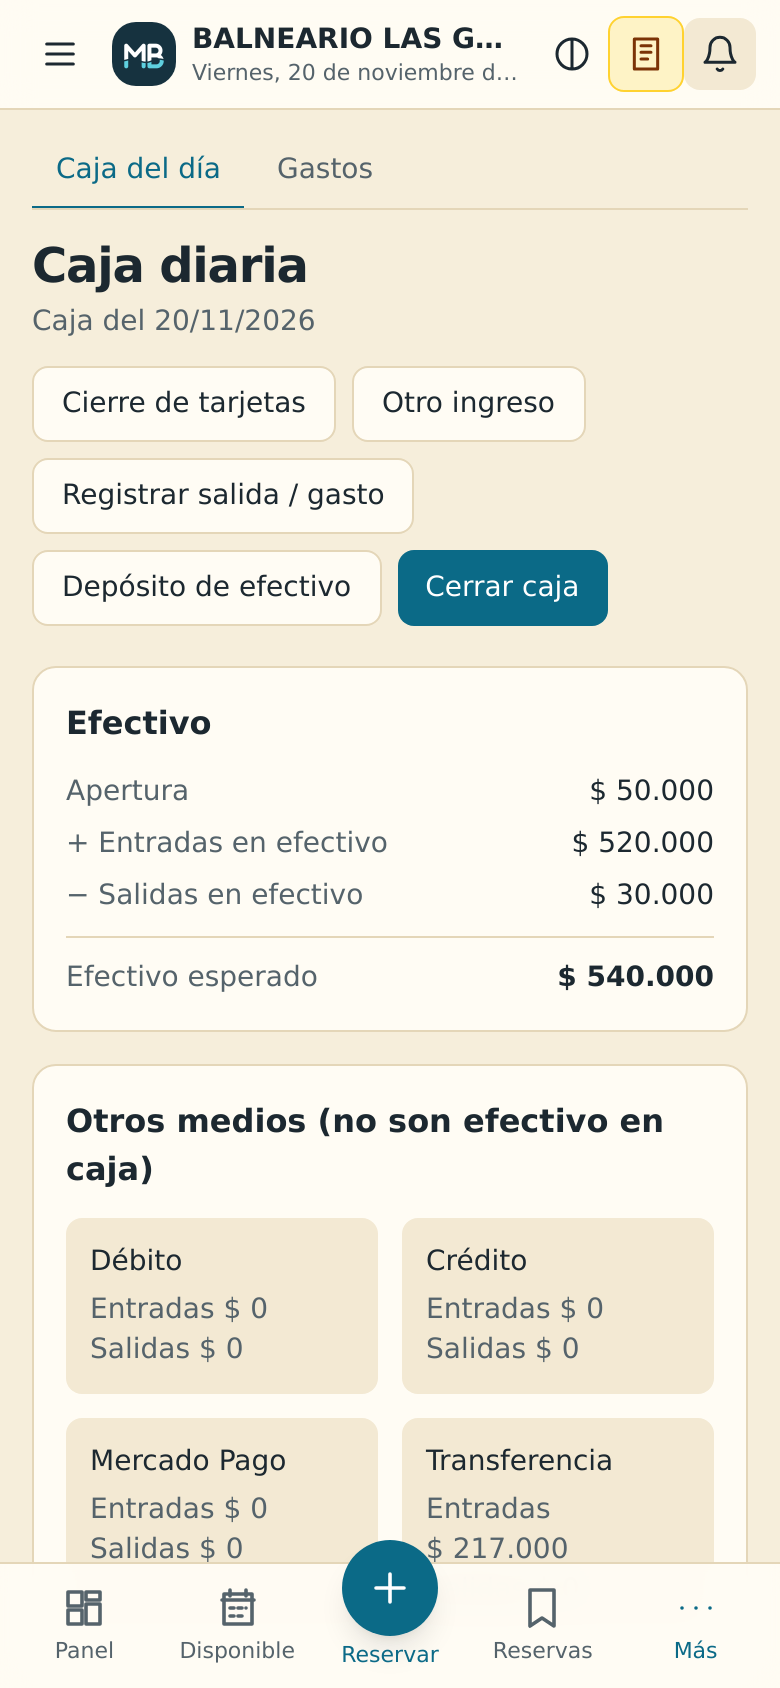 MB
BALNEARIO LAS G...
Viernes, 20 de noviembre d...
Caja del día
Gastos
Caja diaria
Caja del 20/11/2026
Cierre de tarjetas
Otro ingreso
Registrar salida / gasto
Depósito de efectivo
Cerrar caja
Efectivo
Apertura $ 50.000
+ Entradas en efectivo $ 520.000
− Salidas en efectivo $ 30.000
Efectivo esperado $ 540.000
Otros medios (no son efectivo en
caja)
Débito
Entradas $ 0
Salidas $ 0
Crédito
Entradas $ 0
Salidas $ 0
Mercado Pago
Entradas $ 0
Salidas $ 0
Transferencia
Entradas
$ 217.000
Panel
Disponible
Reservar
Reservas
Más